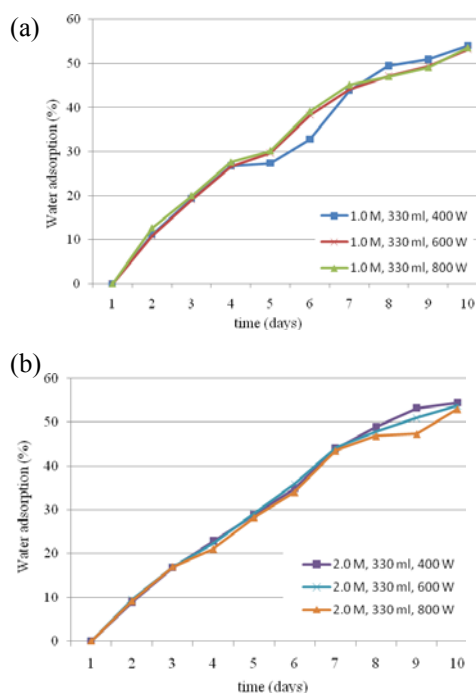 (a)
60
50
40
30
20
10
0
Water adsorption (%)
1.0 M, 330 ml, 400 W
1.0 M, 330 ml, 600 W
1.0 M, 330 ml, 800 W
1 2 3 4 5 6 7 8 9 10
time (days)
(b)
60
50
40
30
20
10
0
Water adsorption (%)
2.0 M, 330 ml, 400 W
2.0 M, 330 ml, 600 W
2.0 M, 330 ml, 800 W
1 2 3 4 5 6 7 8 9 10
time (days)